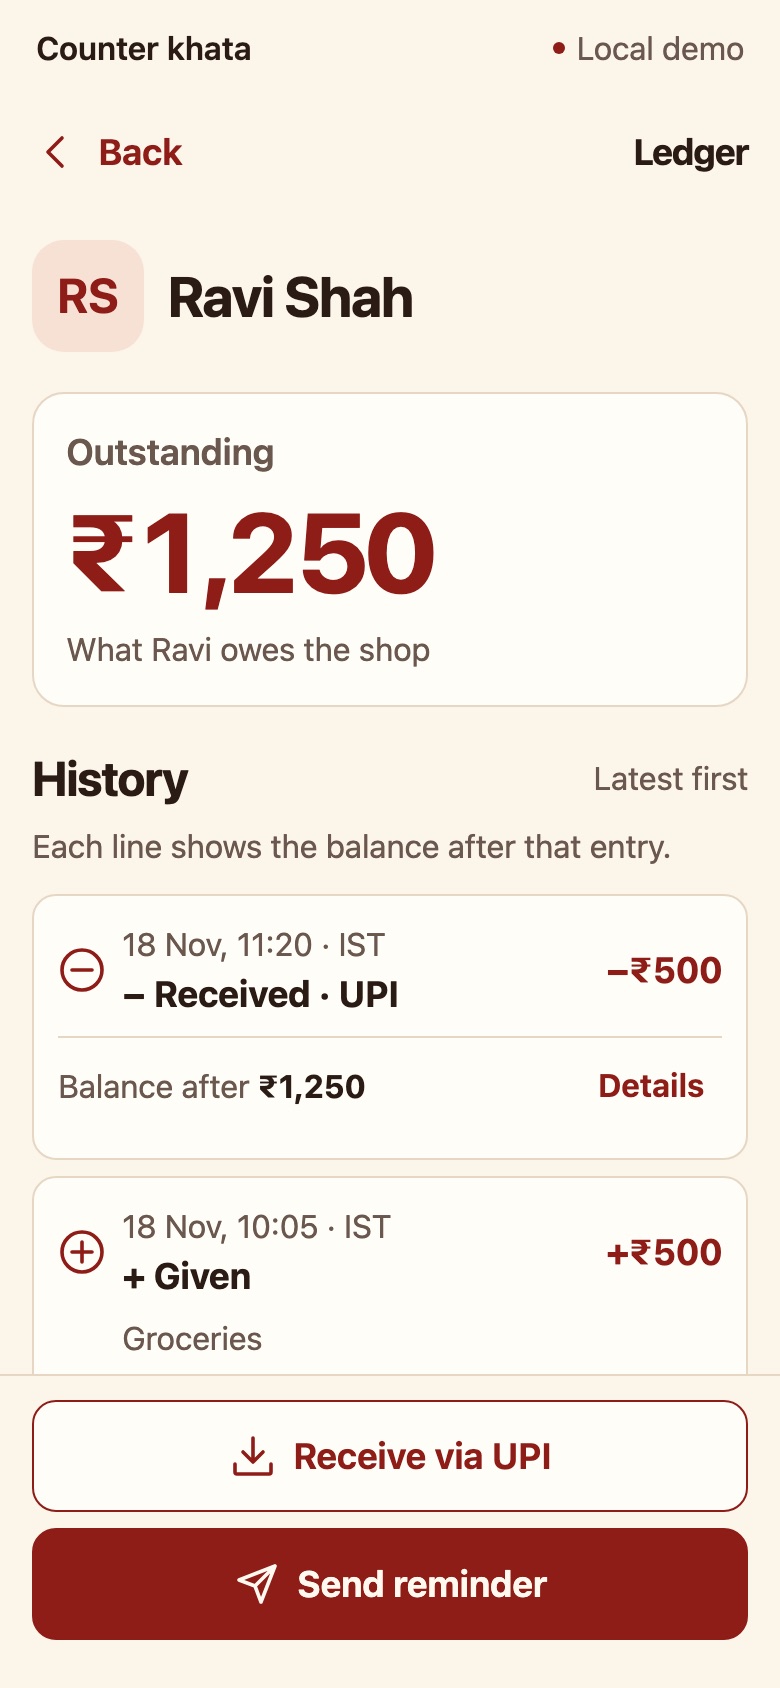 Counter khata
Local demo
Back
Ledger
RS
Ravi Shah
Outstanding
₹1,250
What Ravi owes the shop
History
Latest first
Each line shows the balance after that entry.
18 Nov, 11:20 · IST
– Received · UPI
–₹500
Balance after ₹1,250
Details
18 Nov, 10:05 · IST
+ Given
+₹500
Groceries
Receive via UPI
Send reminder